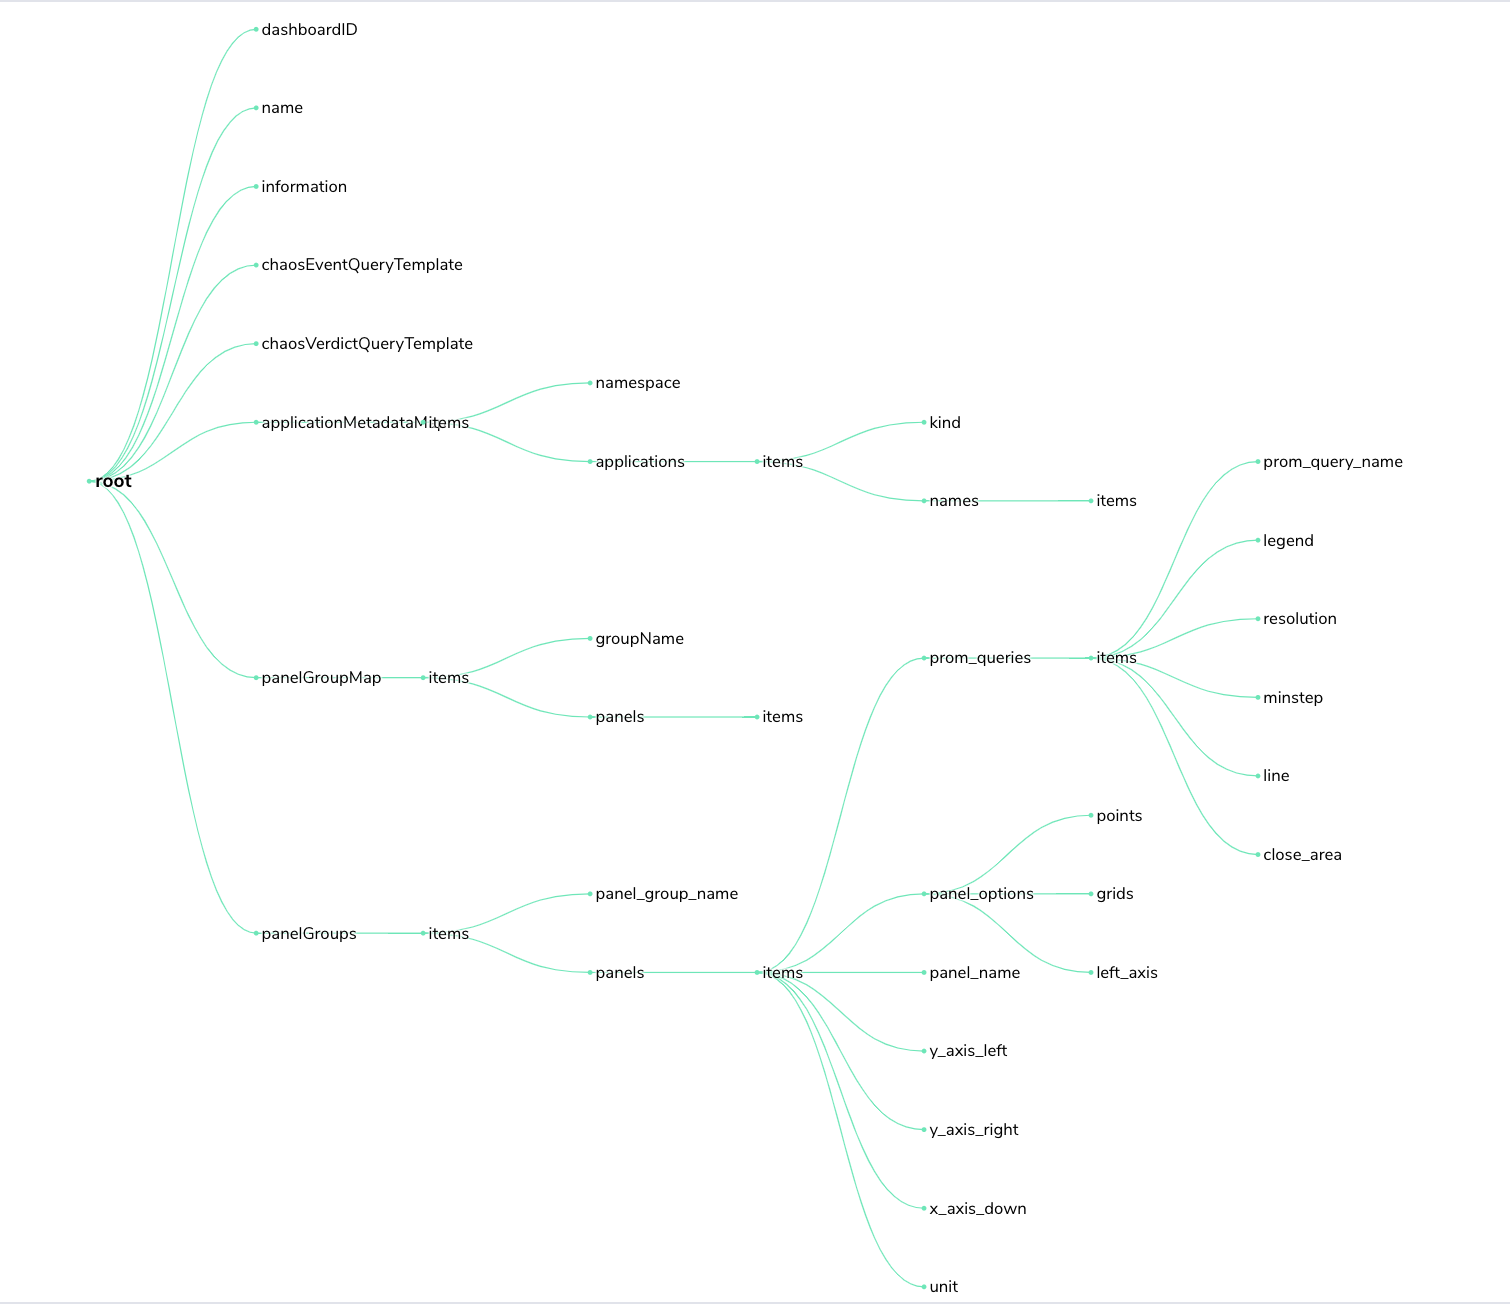 dashboardID
name
information
chaosEventQueryTemplate
chaosVerdictQueryTemplate
namespace
items
kind
applications
items
prom_query_name
root
names
items
legend
resolution
groupName
prom_queries
items
panelGroupMap
items
minstep
panels
items
line
points
close_area
panel_group_name
panel_options
grids
panelGroups
items
panels
items
panel_name
left_axis
y_axis_left
y_axis_right
x_axis_down
unit